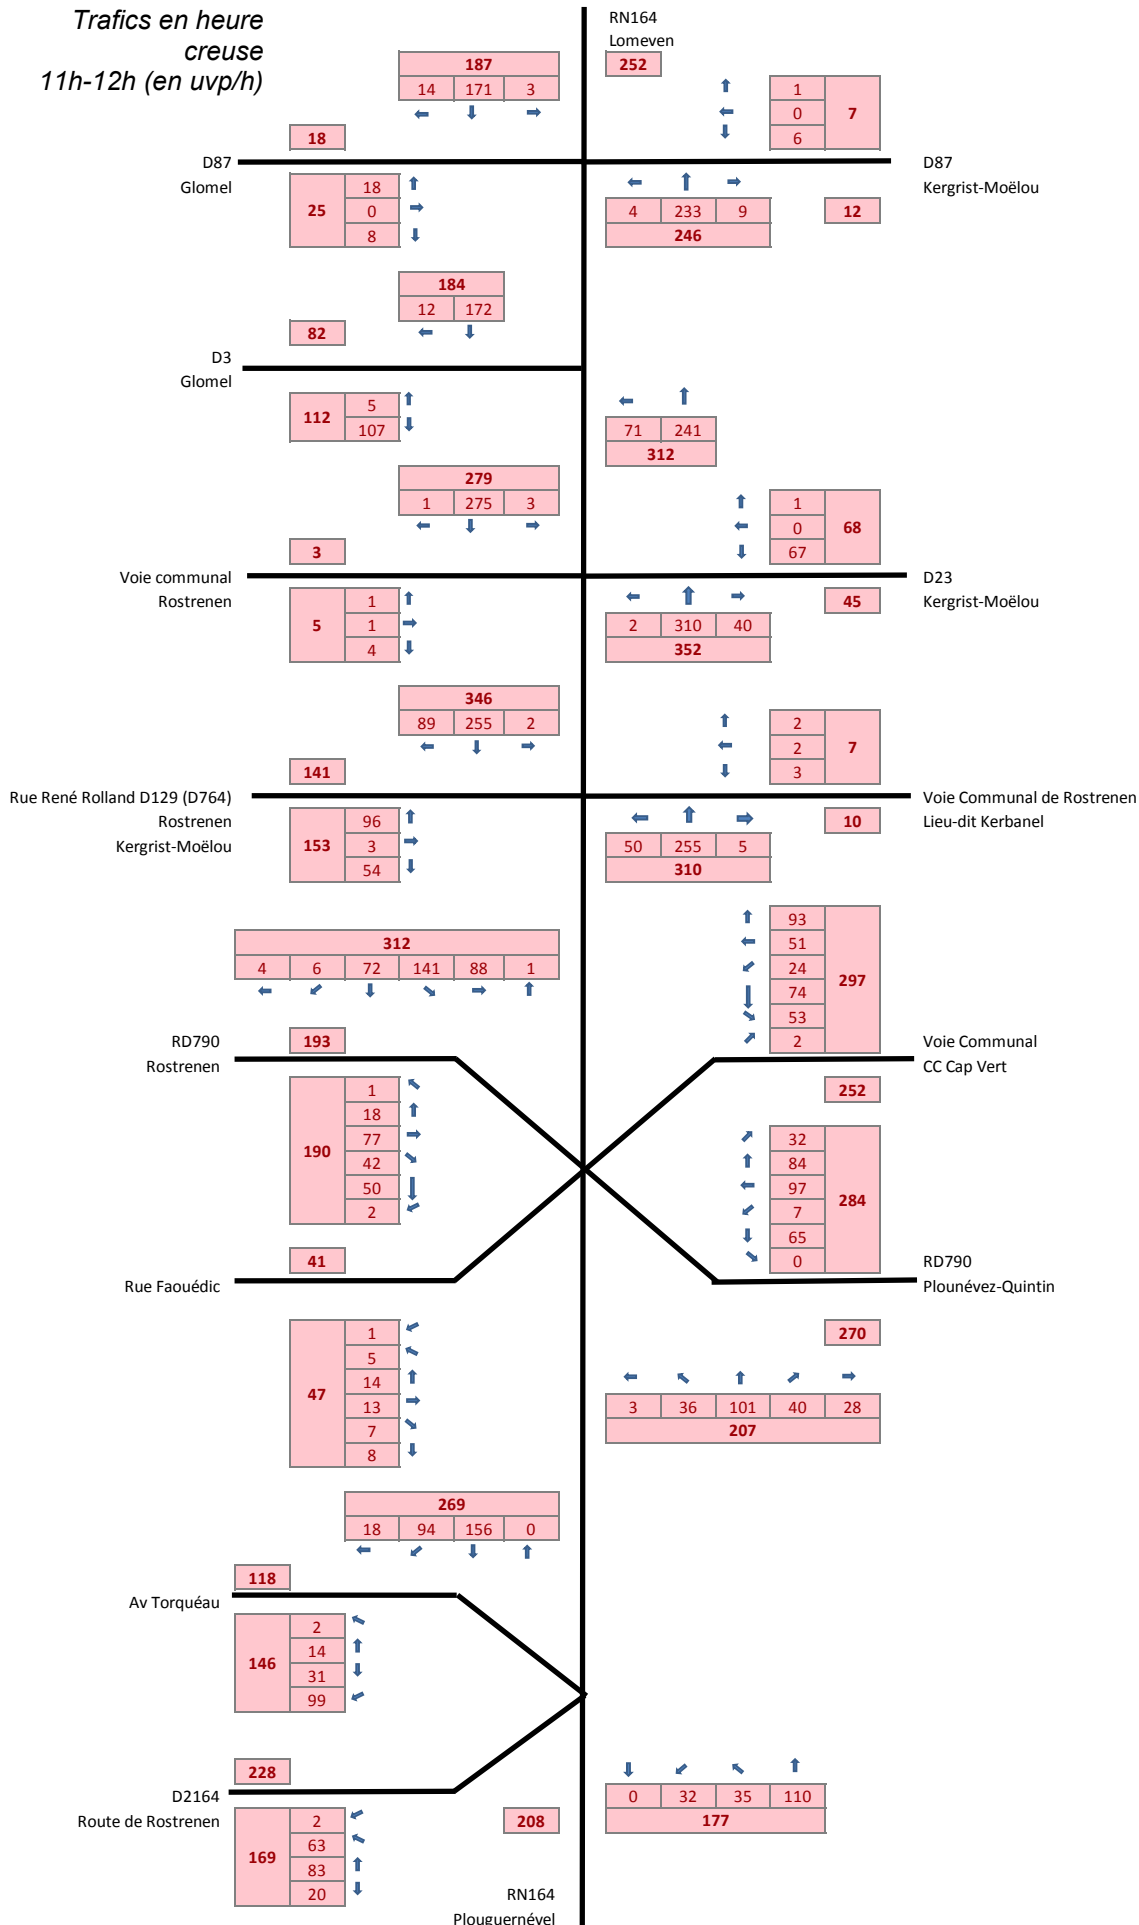 Trafics en heure
creuse
11h-12h (en uvp/h)
RN164
Lomeven
252
187
14 171 3
1
0
6
7
18
D87
Glomel
D87
Kergrist-Moëlou
25
18
0
8
4 233 9
246
12
184
12 172
82
D3
Glomel
112
5
107
71 241
312
279
1 275 3
1
0
67
68
3
Voie communal
Rostrenen
D23
Kergrist-Moëlou
5
1
1
4
2 310 40
352
45
346
89 255 2
2
2
3
7
141
Rue René Rolland D129 (D764)
Rostrenen
Kergrist-Moëlou
Voie Communal de Rostrenen
Lieu-dit Kerbanel
153
96
3
54
50 255 5
310
10
312
4 6 72 141 88 1
93
51
24
74
53
2
297
193
RD790
Rostrenen
Voie Communal
CC Cap Vert
252
190
1
18
77
42
50
2
32
84
97
7
65
0
284
41
Rue Faouédic
RD790
Plounévez-Quintin
270
47
1
5
14
13
7
8
3 36 101 40 28
207
269
18 94 156 0
118
Av Torquéau
146
2
14
31
99
228
D2164
Route de Rostrenen
169
2
63
83
20
208
0 32 35 110
177
RN164
Plouguernével